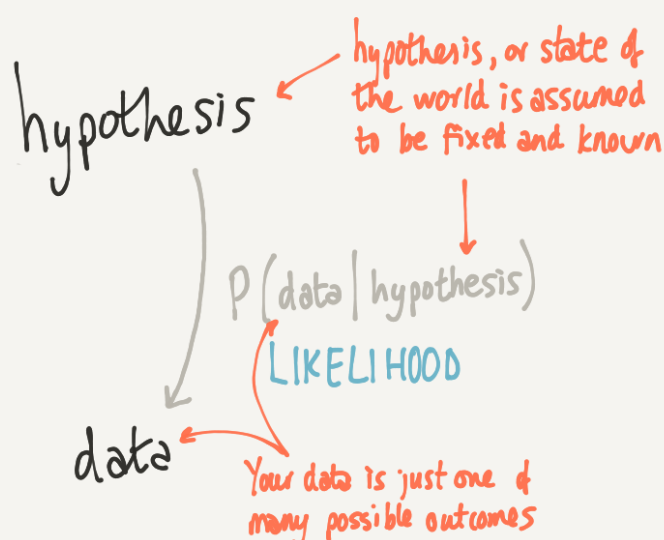 hypothesis
hypothesis, or state of
the world is assumed
to be fixed and known
P(data | hypothesis)
LIKELIHOOD
data
Your data is just one of
many possible outcomes